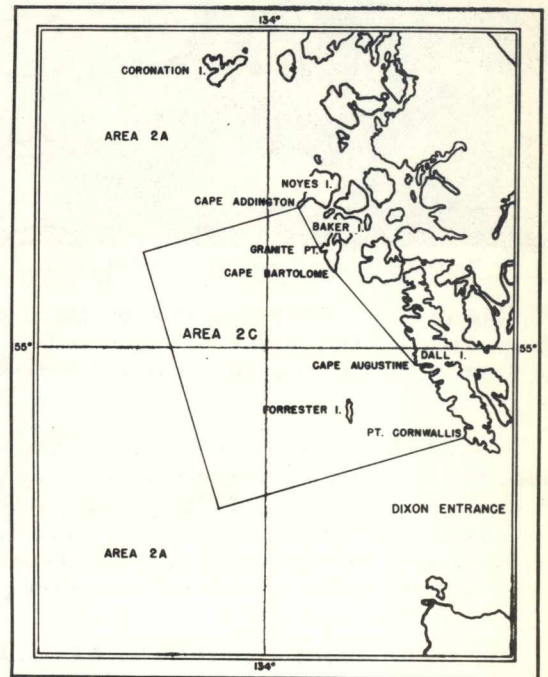 134°
CORONATION I.
AREA 2A
NOYES I.
CAPE ADDINGTON
BAKER I.
GRANITE PT.
CAPE BARTOLOME
AREA 2C
55°
55°
DALL I.
CAPE AUGUSTINE
FORRESTER I.
PT. CORNWALLIS
DIXON ENTRANCE
AREA 2A
134°